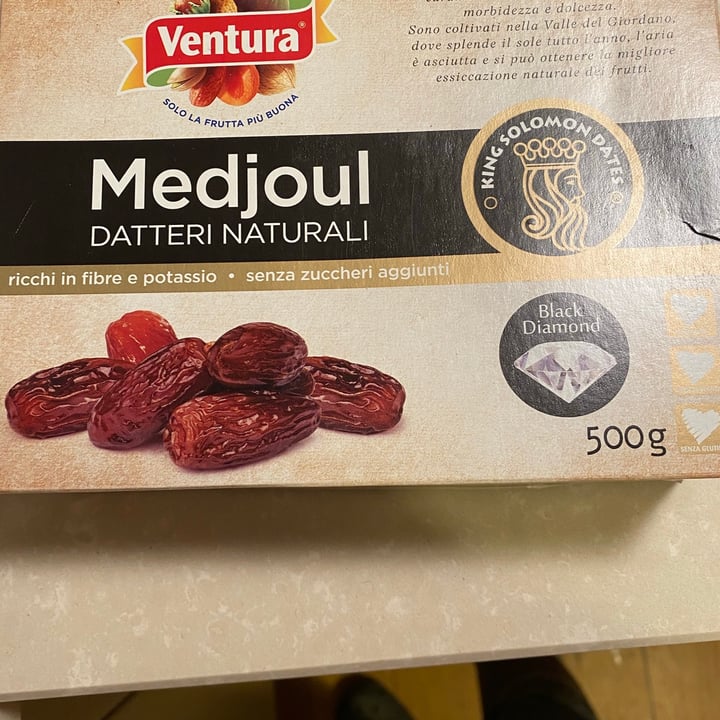 morbidezza e dolcezza.
Sono coltivati nella Valle del Giordano,
dove splende il sole tutto l'anno, l'aria
è asciutta e si può ottenere la migliore
essiccazione naturale dei frutti.
Ventura®
SOLO LA FRUTTA PIÙ BUONA
KING SOLOMON DATES
Medjoul
DATTERI NATURALI
ricchi in fibre e potassio • senza zuccheri aggiunti
Black
Diamond
500g
SENZA